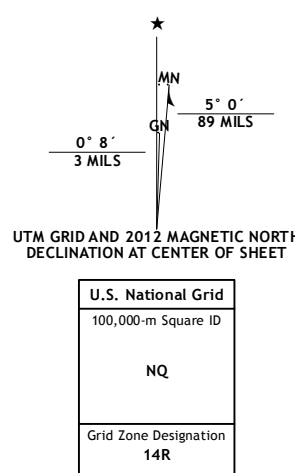 MN
GN
5° 0´
89 MILS
0° 8´
3 MILS
UTM GRID AND 2012 MAGNETIC NORTH
DECLINATION AT CENTER OF SHEET
U.S. National Grid
100,000-m Square ID
NQ
Grid Zone Designation
14R